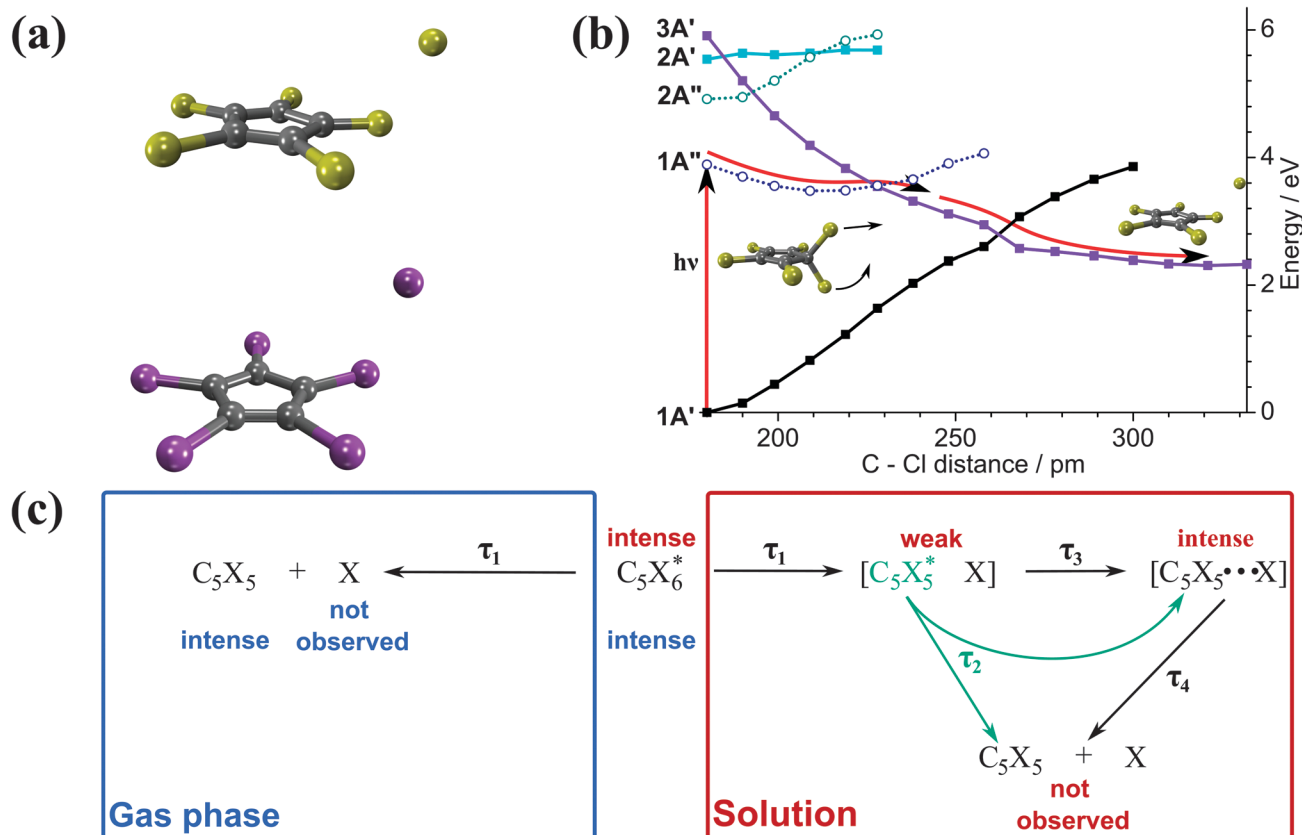 (a)
(b)
3A'
2A'
2A"
1A"
hν
1A'
6
4
2
0
Energy / eV
200
250
300
C - Cl distance / pm
(c)
C₅X₅ + X
intense
not
observed
τ₁
intense
C₅X₆*
intense
τ₁
weak
[C₅X₅* X]
τ₃
intense
[C₅X₅•••X]
τ₂
τ₄
C₅X₅ + X
not
observed
Gas phase
Solution